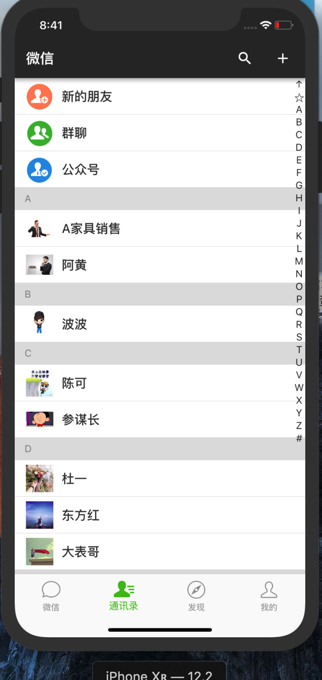 8:41
微信
新的朋友
群聊
公众号
A
A家具销售
阿黄
B
波波
C
陈可
参谋长
D
杜一
东方红
大表哥
↑
☆
A
B
C
D
E
F
G
H
I
J
K
L
M
N
O
P
Q
R
S
T
U
V
W
X
Y
Z
#
微信
通讯录
发现
我的
iPhone Xʀ — 12.2